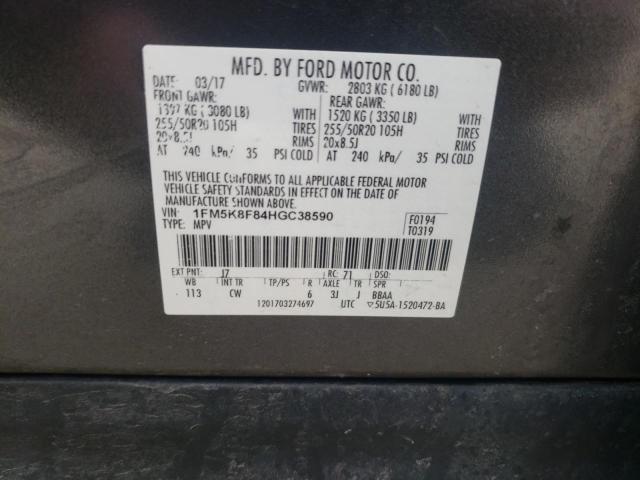 MFD. BY FORD MOTOR CO.
DATE: 03/17 GVWR: 2803 KG ( 6180 LB)
FRONT GAWR: REAR GAWR:
1397 KG ( 3080 LB) WITH 1520 KG ( 3350 LB) WITH
255/50R20 105H TIRES 255/50R20 105H TIRES
20x8.5J RIMS 20x8.5J RIMS
AT 240 kPa/ 35 PSI COLD AT 240 kPa/ 35 PSI COLD
THIS VEHICLE CONFORMS TO ALL APPLICABLE FEDERAL MOTOR
VEHICLE SAFETY STANDARDS IN EFFECT ON THE DATE OF
MANUFACTURE SHOWN ABOVE.
VIN: 1FM5K8F84HGC38590 F0194
TYPE: MPV T0319
EXT PNT: J7 RC: 71 DSO:
WB INT TR TP/PS R AXLE TR SPR
113 CW 6 3J J BBAA
1201703274697 UTC ▽5U5A-1520472-BA